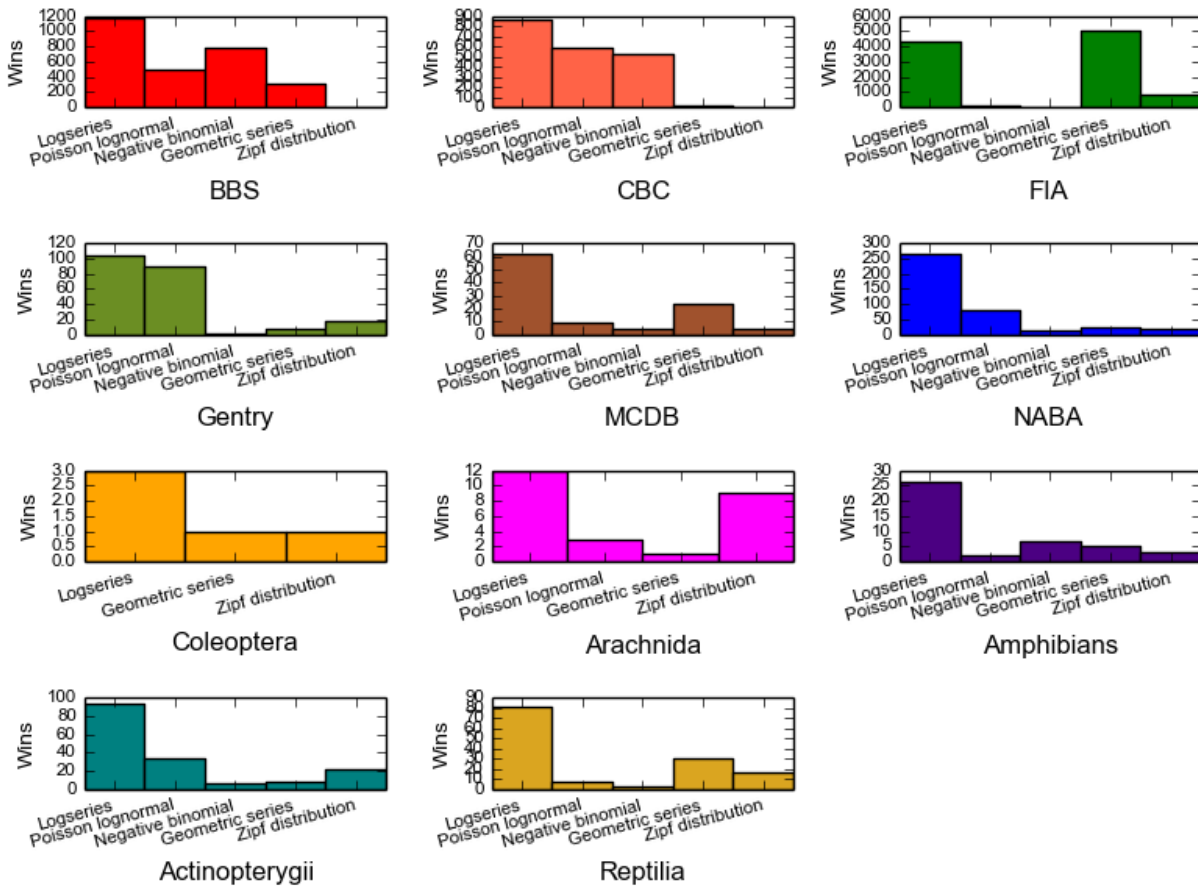 Wins
1200
1000
800
600
400
200
0
Logseries
Poisson lognormal
Negative binomial
Geometric series
Zipf distribution
BBS
Wins
900
800
700
600
500
400
300
200
100
0
Logseries
Poisson lognormal
Negative binomial
Geometric series
Zipf distribution
CBC
Wins
6000
5000
4000
3000
2000
1000
0
Logseries
Poisson lognormal
Negative binomial
Geometric series
Zipf distribution
FIA
Wins
120
100
80
60
40
20
0
Logseries
Poisson lognormal
Negative binomial
Geometric series
Zipf distribution
Gentry
Wins
70
60
50
40
30
20
10
0
Logseries
Poisson lognormal
Negative binomial
Geometric series
Zipf distribution
MCDB
Wins
300
250
200
150
100
50
0
Logseries
Poisson lognormal
Negative binomial
Geometric series
Zipf distribution
NABA
Wins
3.0
2.5
2.0
1.5
1.0
0.5
0.0
Logseries
Geometric series
Zipf distribution
Coleoptera
Wins
12
10
8
6
4
2
0
Logseries
Poisson lognormal
Geometric series
Zipf distribution
Arachnida
Wins
30
25
20
15
10
5
0
Logseries
Poisson lognormal
Negative binomial
Geometric series
Zipf distribution
Amphibians
Wins
100
80
60
40
20
0
Logseries
Poisson lognormal
Negative binomial
Geometric series
Zipf distribution
Actinopterygii
Wins
90
80
70
60
50
40
30
20
10
0
Logseries
Poisson lognormal
Negative binomial
Geometric series
Zipf distribution
Reptilia